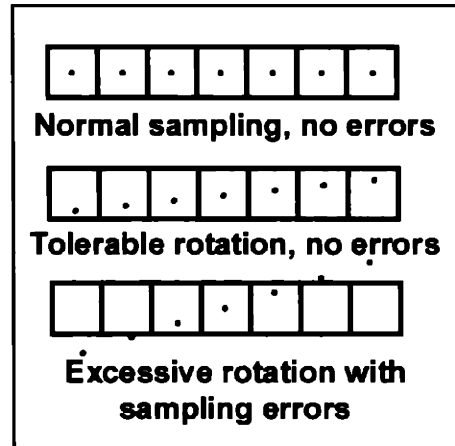 Normal sampling, no errors
Tolerable rotation, no errors
Excessive rotation with
sampling errors